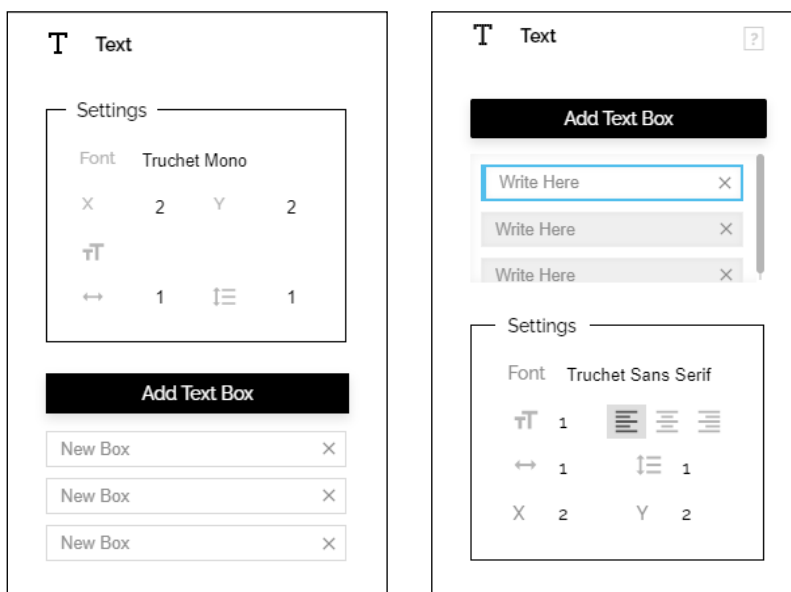 T Text
Settings
Font Truchet Mono
X 2 Y 2
TT
1 1
Add Text Box
New Box
New Box
New Box
T Text ?
Add Text Box
Write Here
Write Here
Write Here
Settings
Font Truchet Sans Serif
TT 1
1 1
X 2 Y 2